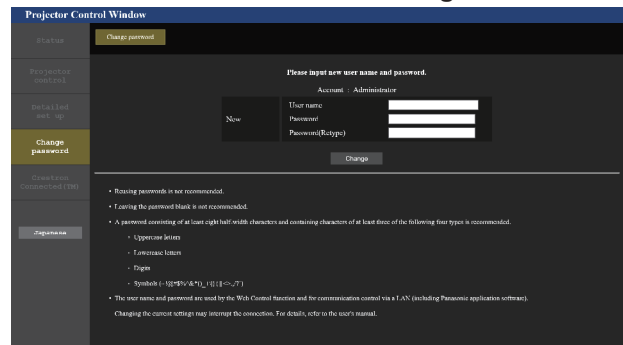 Projector Control Window
Status
Change password
Projector
control
Detailed
set up
Change
password
Crestron
Connected(TM)
Japanese
Please input new user name and password.
Account : Administrator
New
User name
Password
Password(Retype)
Change
• Reusing passwords is not recommended.
• Leaving the password blank is not recommended.
• A password consisting of at least eight half-width characters and containing characters of at least three of the following four types is recommended.
• Uppercase letters
• Lowercase letters
• Digits
• Symbols
• The user name and password are used by the Web Control function and for communication control via a LAN (including Panasonic application software).
Changing the current settings may interrupt the connection. For details, refer to the user's manual.